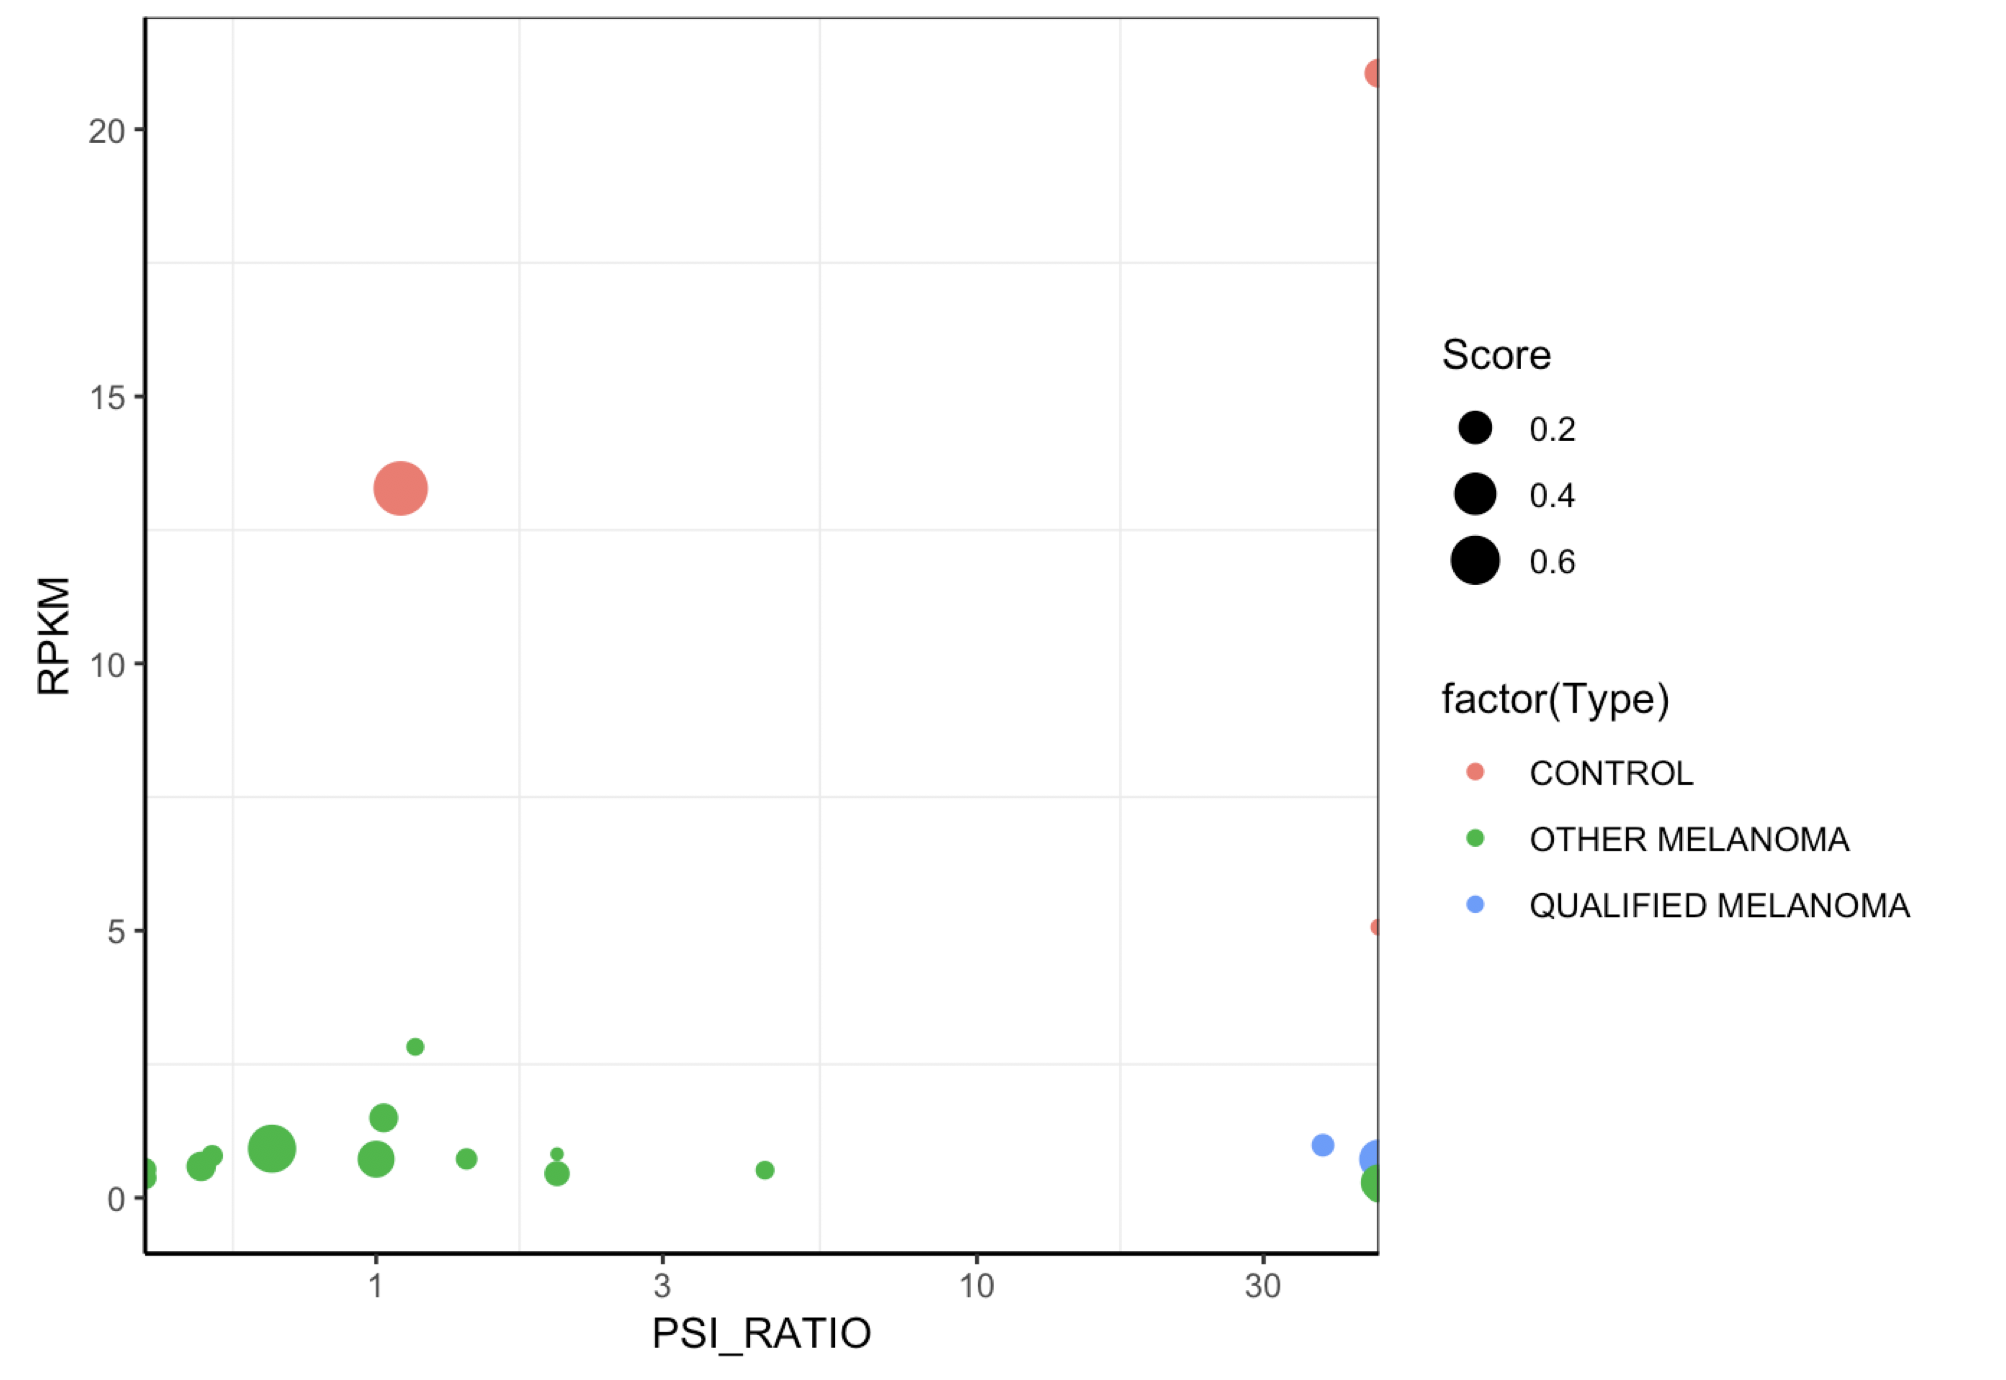 20
15
10
5
0
RPKM
1
3
10
30
PSI_RATIO
Score
0.2
0.4
0.6
factor(Type)
CONTROL
OTHER MELANOMA
QUALIFIED MELANOMA